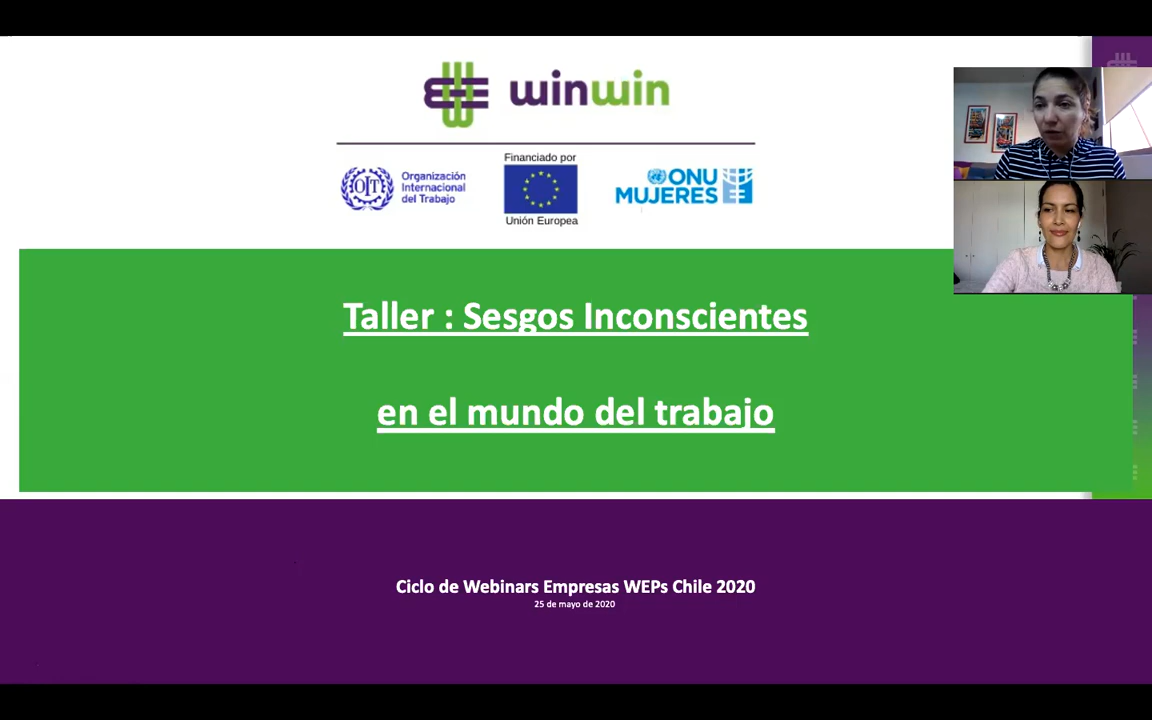 winwin
Organización
Internacional
del Trabajo
Financiado por
Unión Europea
ONU
MUJERES
Taller : Sesgos Inconscientes
en el mundo del trabajo
Ciclo de Webinars Empresas WEPs Chile 2020
25 de mayo de 2020